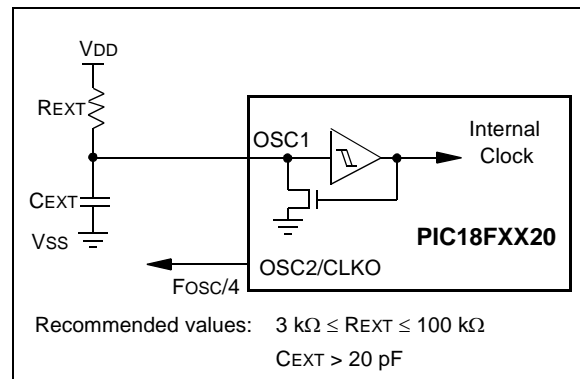 VDD
REXT
OSC1
Internal
Clock
CEXT
VSS
PIC18FXX20
OSC2/CLKO
FOSC/4
Recommended values: 3 kΩ ≤ REXT ≤ 100 kΩ
CEXT > 20 pF